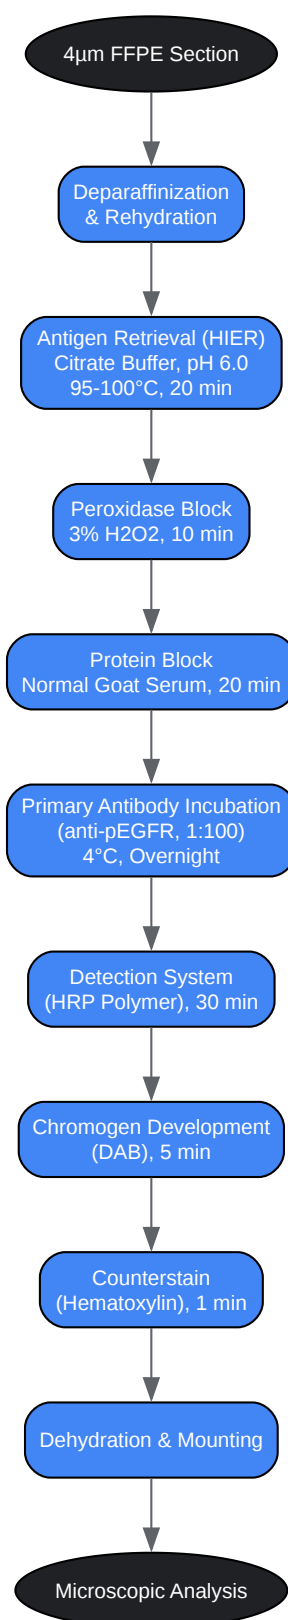 4µm FFPE Section
Deparaffinization
& Rehydration
Antigen Retrieval (HIER)
Citrate Buffer, pH 6.0
95-100°C, 20 min
Peroxidase Block
3% H2O2, 10 min
Protein Block
Normal Goat Serum, 20 min
Primary Antibody Incubation
(anti-pEGFR, 1:100)
4°C, Overnight
Detection System
(HRP Polymer), 30 min
Chromogen Development
(DAB), 5 min
Counterstain
(Hematoxylin), 1 min
Dehydration & Mounting
Microscopic Analysis